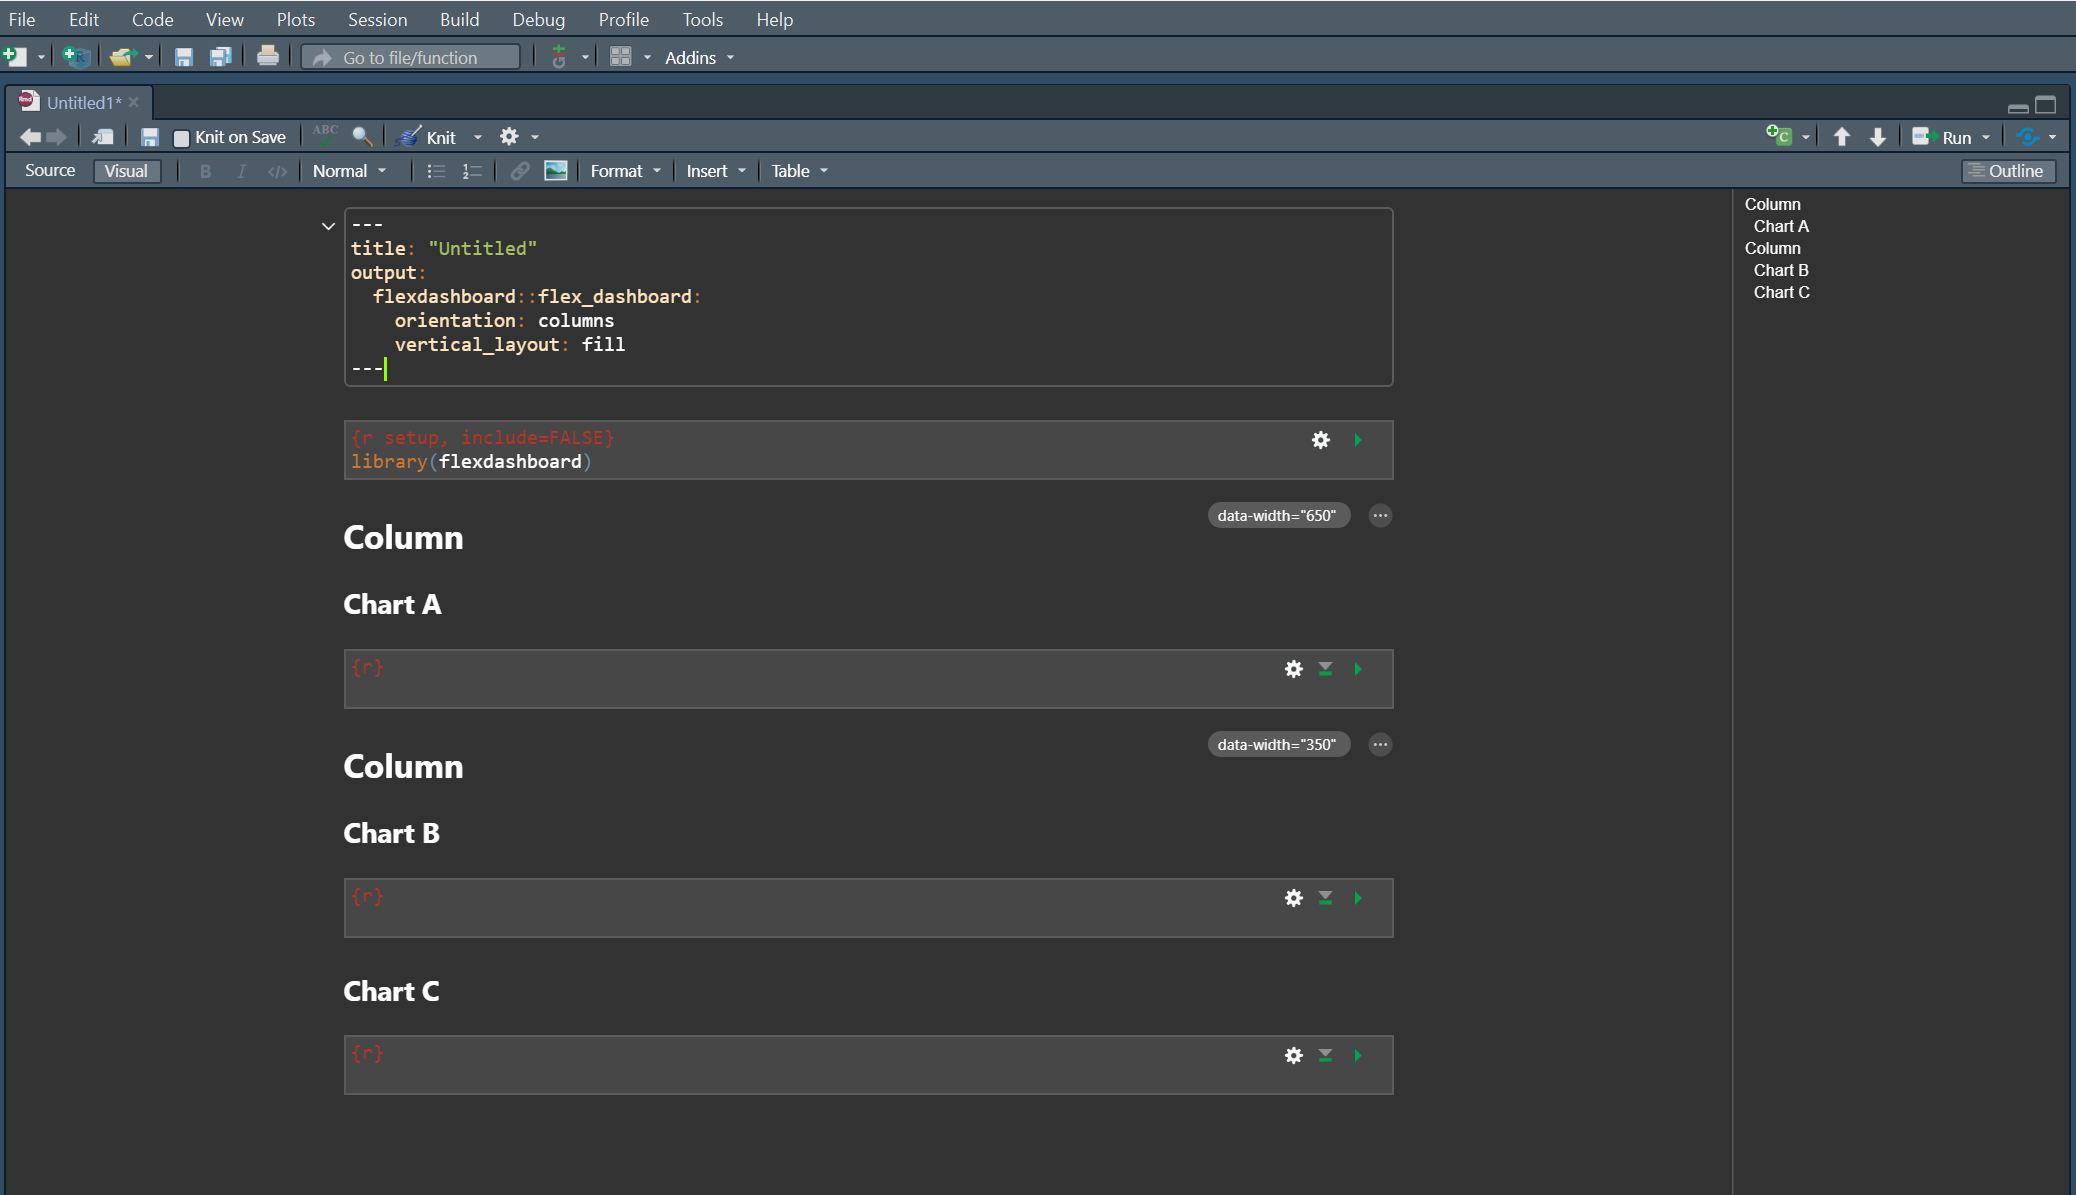 File Edit Code View Plots Session Build Debug Profile Tools Help
Go to file/function Addins
Untitled1*
Knit on Save ABC Knit Run
Source Visual B I </> Normal Format Insert Table Outline
---
title: "Untitled"
output:
flexdashboard::flex_dashboard:
orientation: columns
vertical_layout: fill
---
{r setup, include=FALSE}
library(flexdashboard)
data-width="650"
Column
Chart A
{r}
data-width="350"
Column
Chart B
{r}
Chart C
{r}
Column
Chart A
Column
Chart B
Chart C